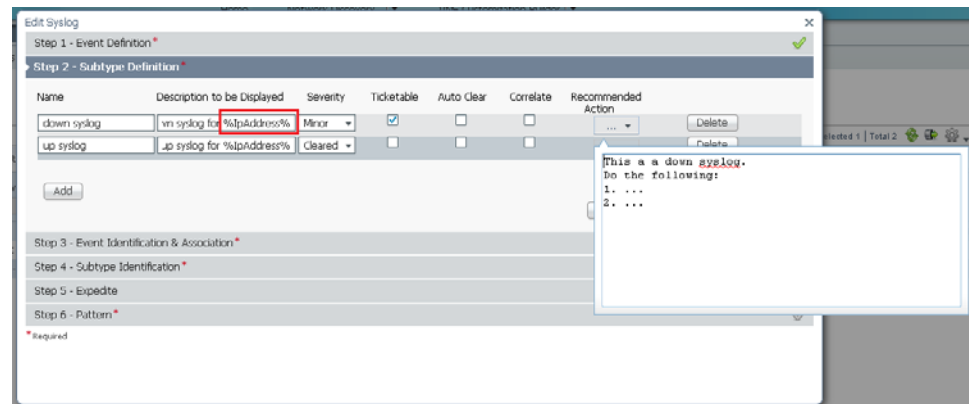 Edit Syslog ×
Step 1 - Event Definition*
Step 2 - Subtype Definition*
Name Description to be Displayed Severity Ticketable Auto Clear Correlate Recommended Action
down syslog vn syslog for %IpAddress% Minor ... Delete
up syslog up syslog for %IpAddress% Cleared Delete
elected 1 | Total 2
This a a down syslog.
Do the following:
1. ...
2. ...
Add
Step 3 - Event Identification & Association*
Step 4 - Subtype Identification*
Step 5 - Expedite
Step 6 - Pattern*
*Required